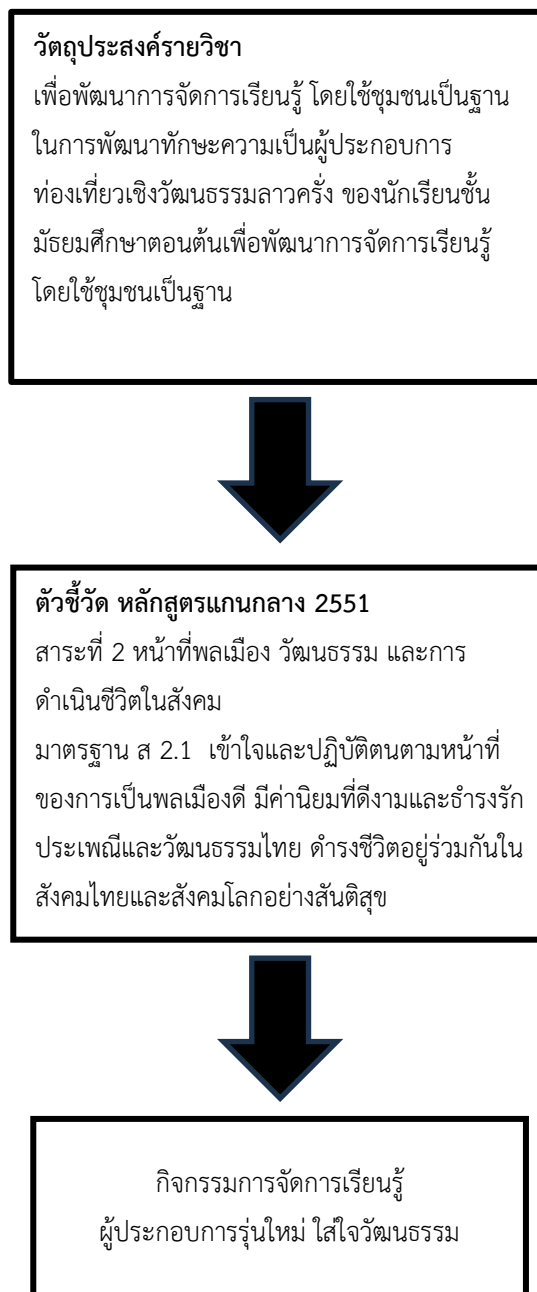 วัตถุประสงค์รายวิชา
เพื่อพัฒนาการจัดการเรียนรู้ โดยใช้ชุมชนเป็นฐาน
ในการพัฒนาทักษะความเป็นผู้ประกอบการ
ท่องเที่ยวเชิงวัฒนธรรมลาวครั่ง ของนักเรียนชั้น
มัธยมศึกษาตอนต้นเพื่อพัฒนาการจัดการเรียนรู้
โดยใช้ชุมชนเป็นฐาน
ตัวชี้วัด หลักสูตรแกนกลาง 2551
สาระที่ 2 หน้าที่พลเมือง วัฒนธรรม และการ
ดำเนินชีวิตในสังคม
มาตรฐาน ส 2.1 เข้าใจและปฏิบัติตนตามหน้าที่
ของการเป็นพลเมืองดี มีค่านิยมที่ดีงามและธำรงรัก
ประเพณีและวัฒนธรรมไทย ดำรงชีวิตอยู่ร่วมกันใน
สังคมไทยและสังคมโลกอย่างสันติสุข
กิจกรรมการจัดการเรียนรู้
ผู้ประกอบการรุ่นใหม่ ใส่ใจวัฒนธรรม